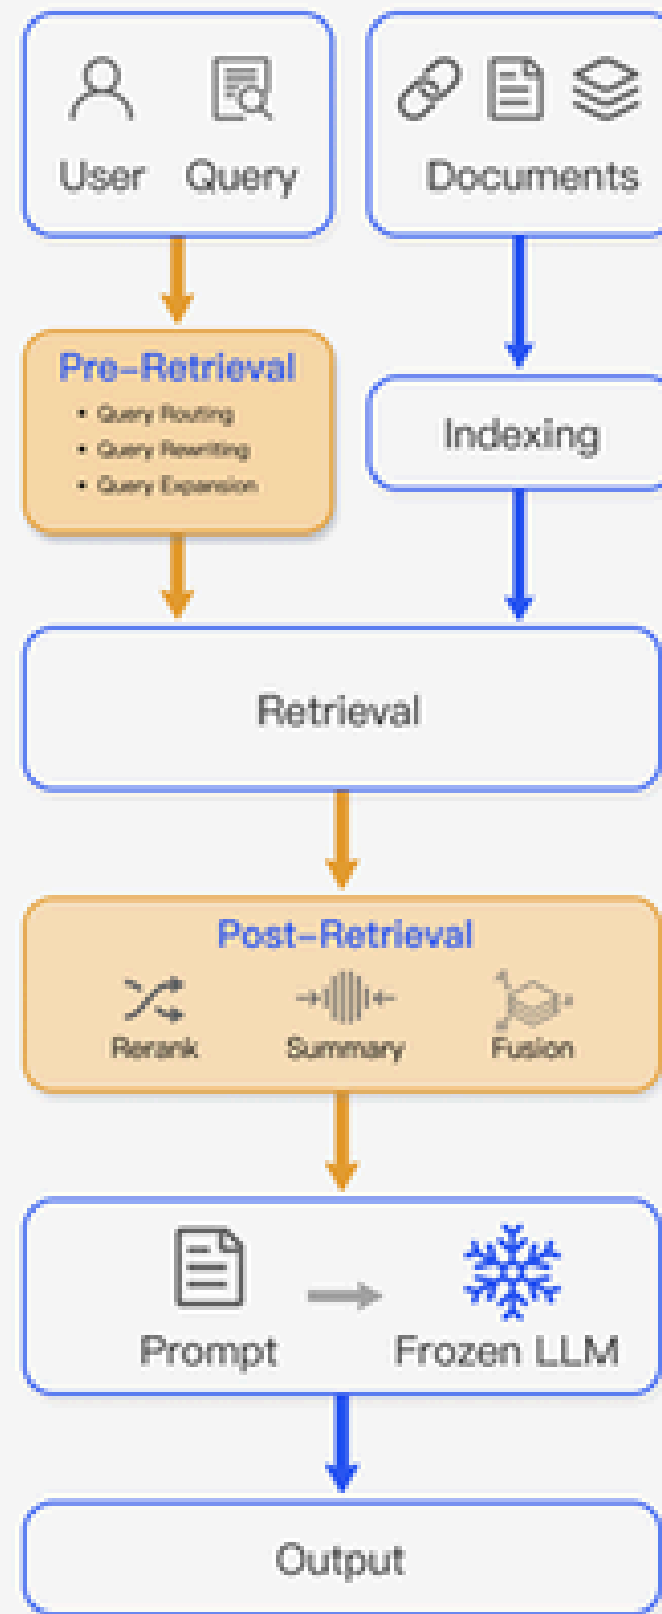 User Query
Documents
Pre-Retrieval
• Query Routing
• Query Rewriting
• Query Expansion
Indexing
Retrieval
Post-Retrieval
Rerank Summary Fusion
Prompt Frozen LLM
Output